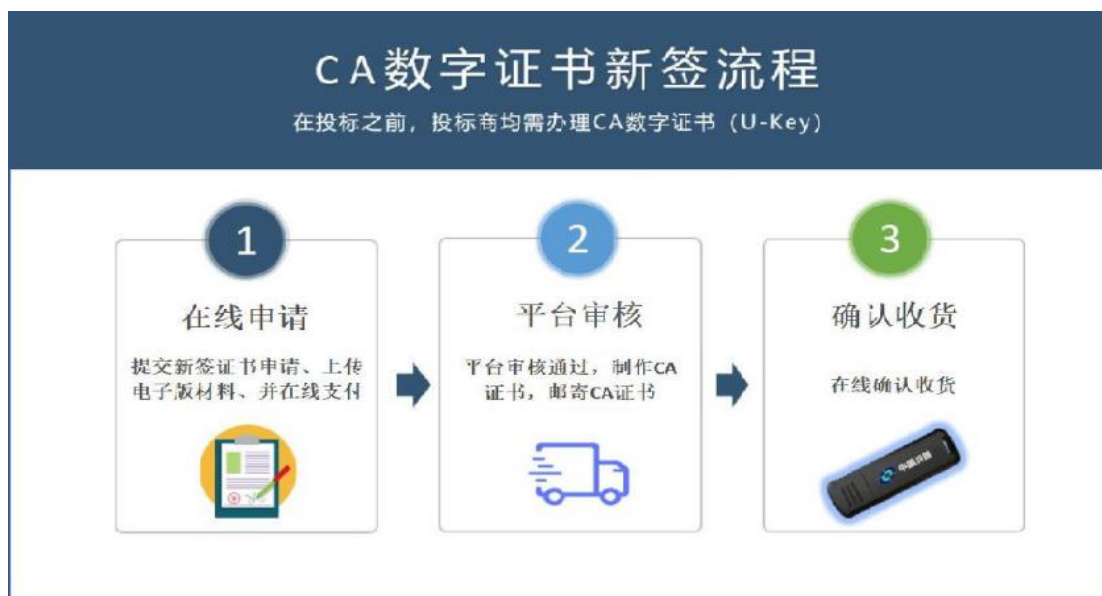 CA数字证书新签流程
在投标之前，投标商均需办理CA数字证书（U-Key）
1
在线申请
提交新签证书申请、上传
电子版材料、并在线支付
2
平台审核
平台审核通过，制作CA
证书，邮寄CA证书
3
确认收货
在线确认收货